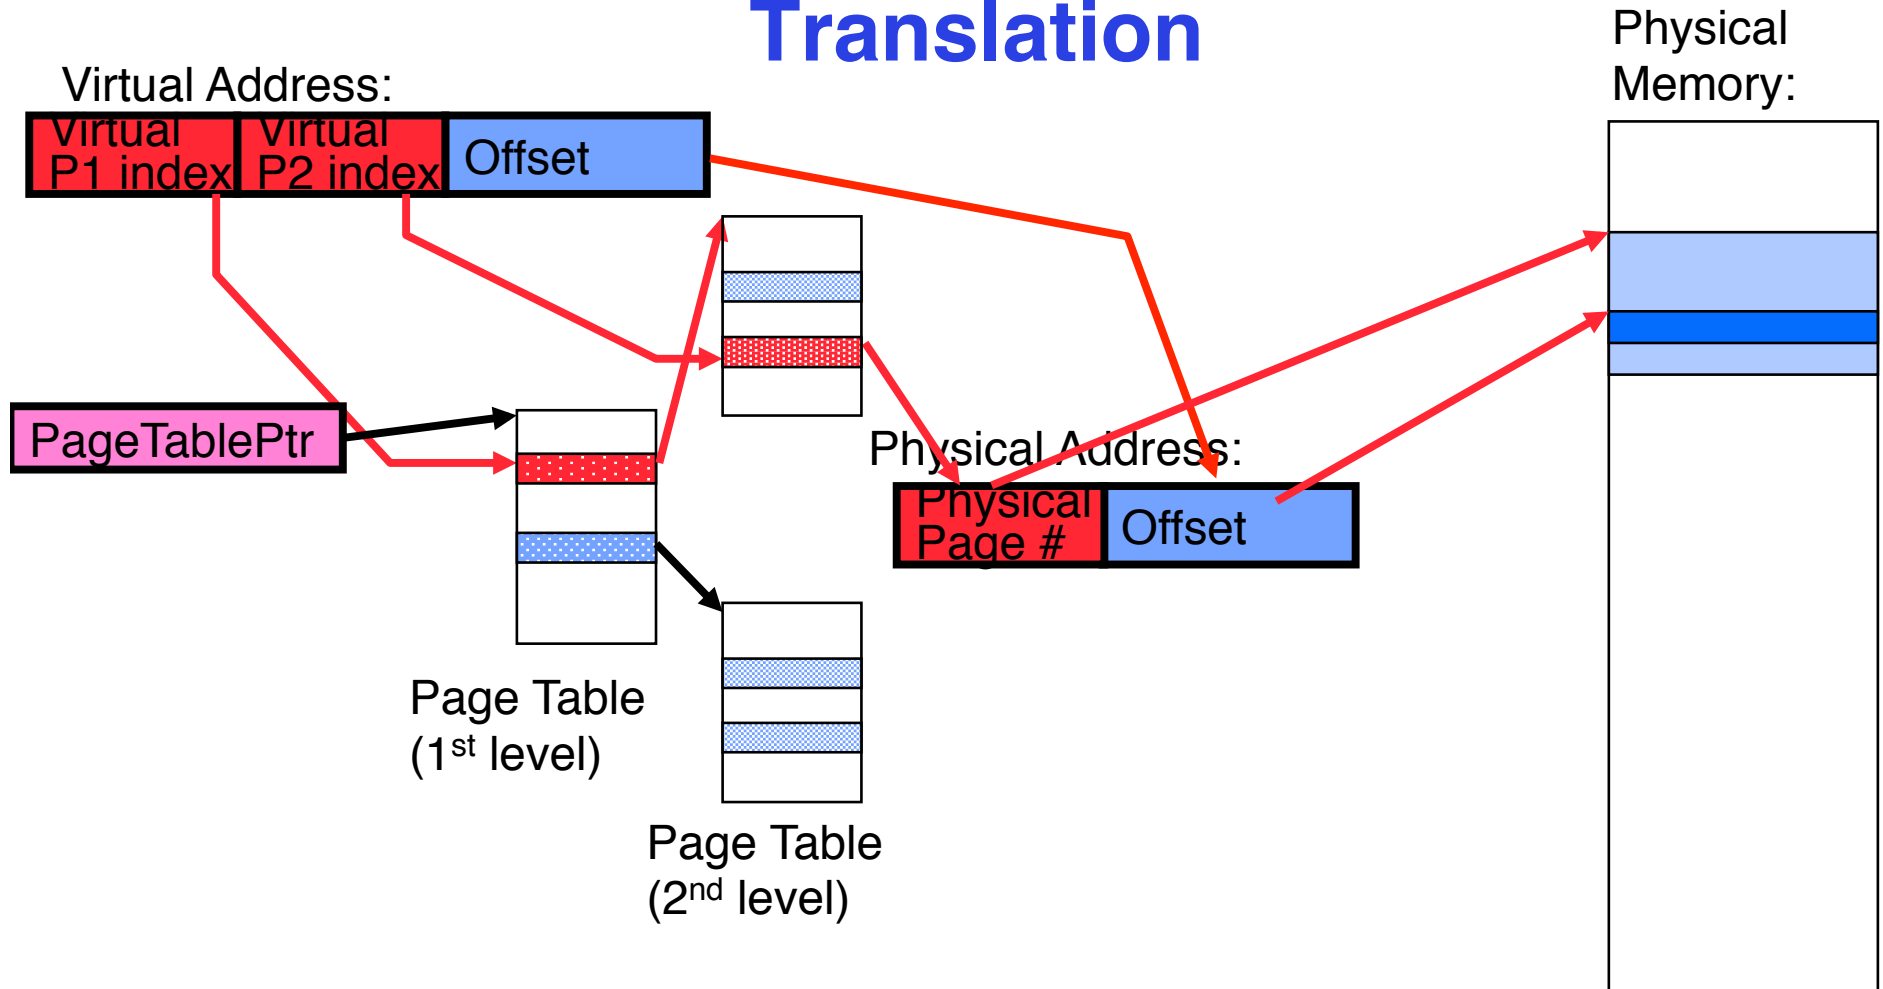 Translation
Physical
Memory:
Virtual Address:
Virtual
P1 index
Virtual
P2 index
Offset
PageTablePtr
Physical Address:
Physical
Page #
Offset
Page Table
(1st level)
Page Table
(2nd level)